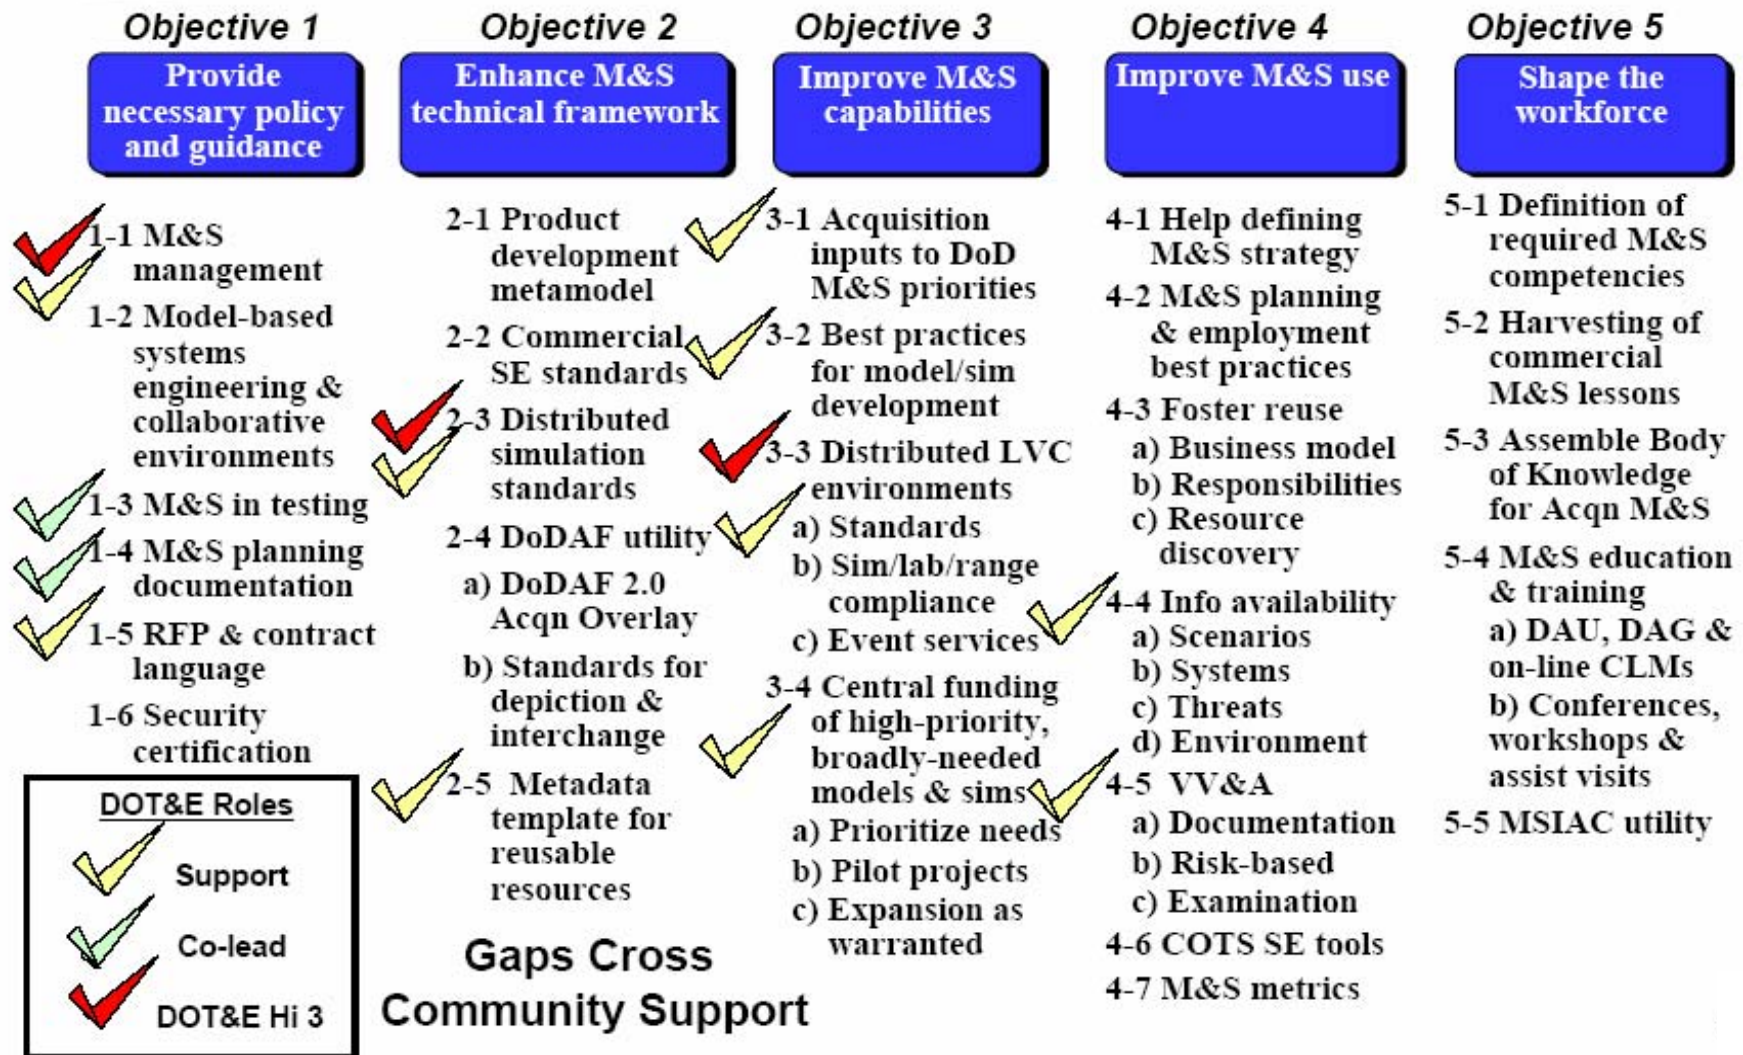 Objective 1
Provide
necessary policy
and guidance
1-1 M&S
management
1-2 Model-based
systems
engineering &
collaborative
environments
1-3 M&S in testing
1-4 M&S planning
documentation
1-5 RFP & contract
language
1-6 Security
certification
DOT&E Roles
Support
Co-lead
DOT&E Hi 3
Objective 2
Enhance M&S
technical framework
2-1 Product
development
metamodel
2-2 Commercial
SE standards
2-3 Distributed
simulation
standards
2-4 DoDAF utility
a) DoDAF 2.0
Acqn Overlay
b) Standards for
depiction &
interchange
2-5 Metadata
template for
reusable
resources
Gaps Cross
Community Support
Objective 3
Improve M&S
capabilities
3-1 Acquisition
inputs to DoD
M&S priorities
3-2 Best practices
for model/sim
development
3-3 Distributed LVC
environments
a) Standards
b) Sim/lab/range
compliance
c) Event services
3-4 Central funding
of high-priority,
broadly-needed
models & sims
a) Prioritize needs
b) Pilot projects
c) Expansion as
warranted
Objective 4
Improve M&S use
4-1 Help defining
M&S strategy
4-2 M&S planning
& employment
best practices
4-3 Foster reuse
a) Business model
b) Responsibilities
c) Resource
discovery
4-4 Info availability
a) Scenarios
b) Systems
c) Threats
d) Environment
4-5 VV&A
a) Documentation
b) Risk-based
c) Examination
4-6 COTS SE tools
4-7 M&S metrics
Objective 5
Shape the
workforce
5-1 Definition of
required M&S
competencies
5-2 Harvesting of
commercial
M&S lessons
5-3 Assemble Body
of Knowledge
for Acqn M&S
5-4 M&S education
& training
a) DAU, DAG &
on-line CLMs
b) Conferences,
workshops &
assist visits
5-5 MSIAC utility